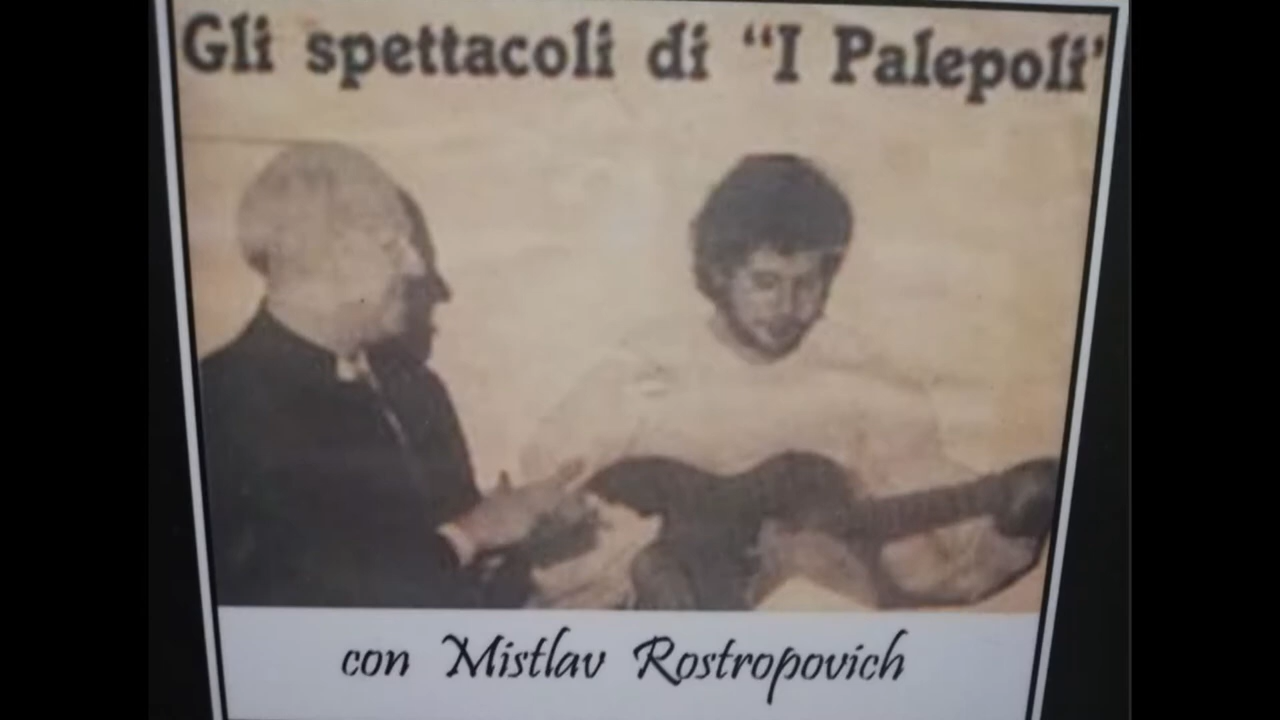 Gli spettacoli di “I Palepoli”
con Mistlav Rostropovich